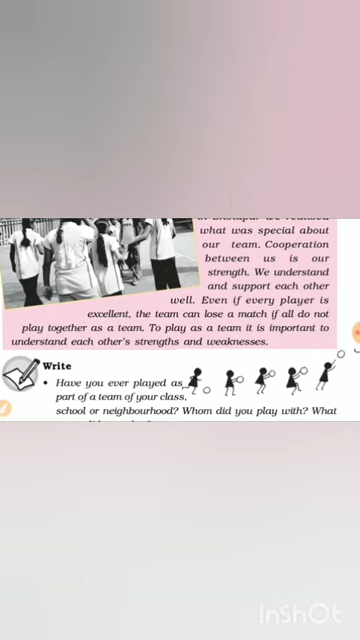 what was special about
our team. Cooperation
between us is our
strength. We understand
and support each other
well. Even if every player is
excellent, the team can lose a match if all do not
play together as a team. To play as a team it is important to
understand each other's strengths and weaknesses.
Write
• Have you ever played as
part of a team of your class,
school or neighbourhood? Whom did you play with? What
InShOt